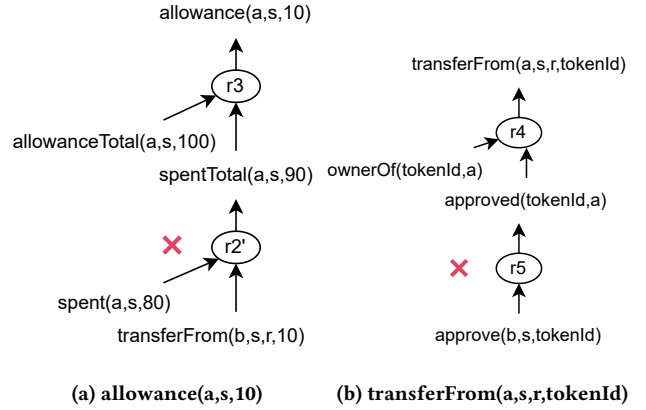 allowance(a,s,10)
r3
allowanceTotal(a,s,100)
spentTotal(a,s,90)
r2'
spent(a,s,80)
transferFrom(b,s,r,10)
(a) allowance(a,s,10)
transferFrom(a,s,r,tokenId)
r4
ownerOf(tokenId,a)
approved(tokenId,a)
r5
approve(b,s,tokenId)
(b) transferFrom(a,s,r,tokenId)